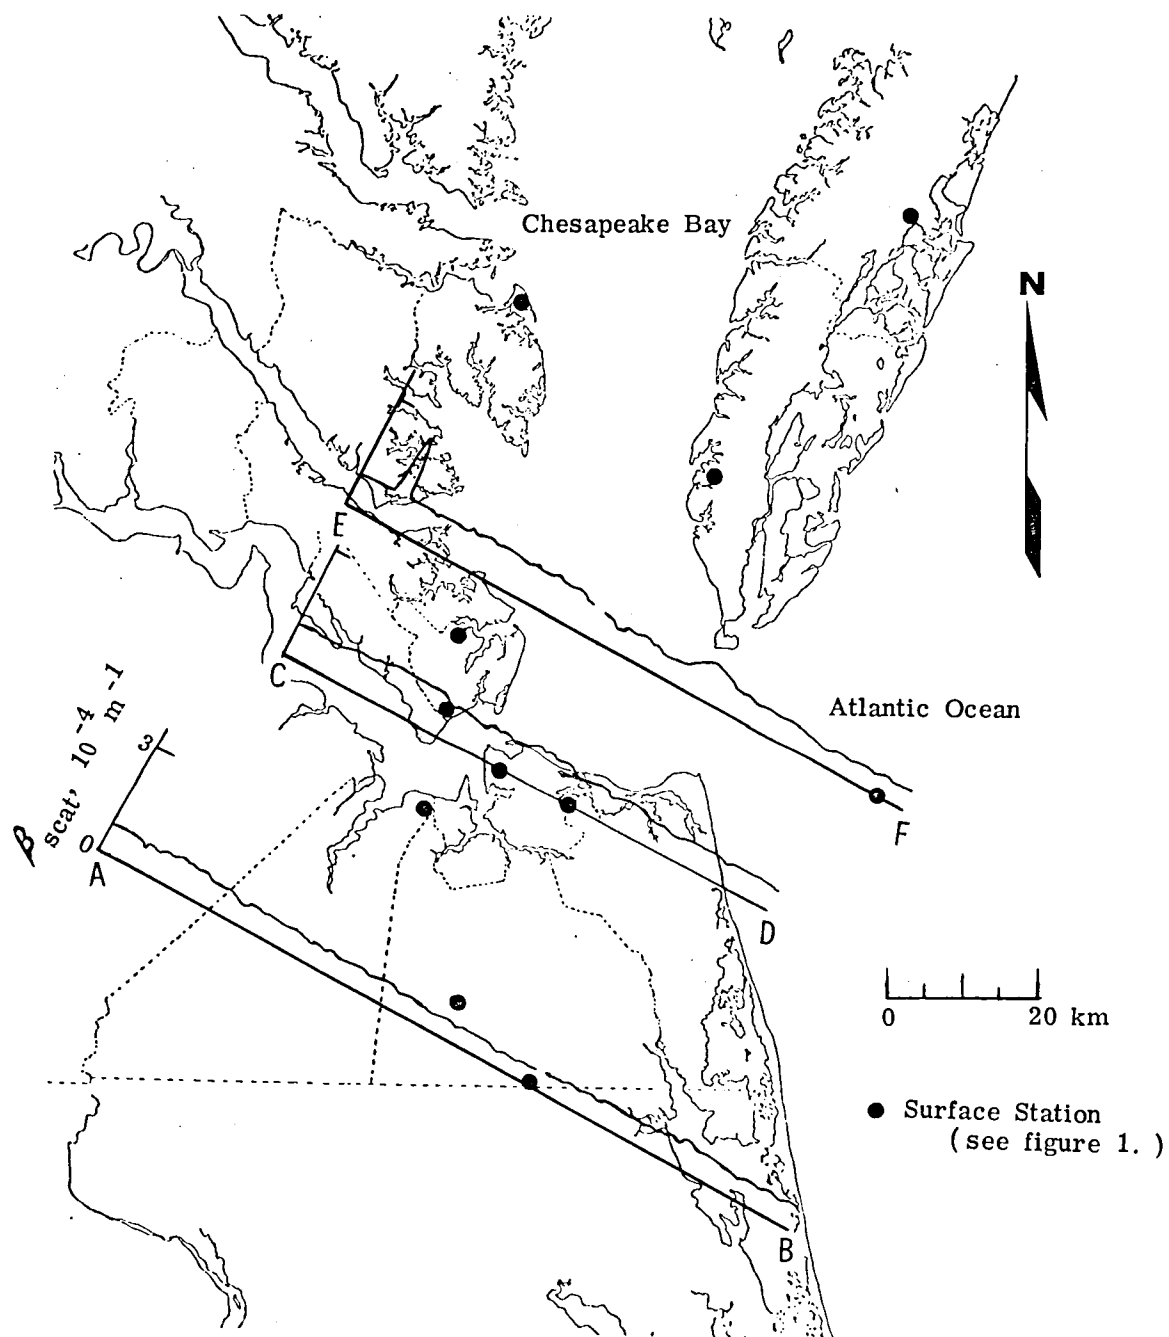 Chesapeake Bay
N
E
C
β scat, 10⁻⁴ m⁻¹
3
0
A
Atlantic Ocean
F
D
0 20 km
● Surface Station
(see figure 1.)
B